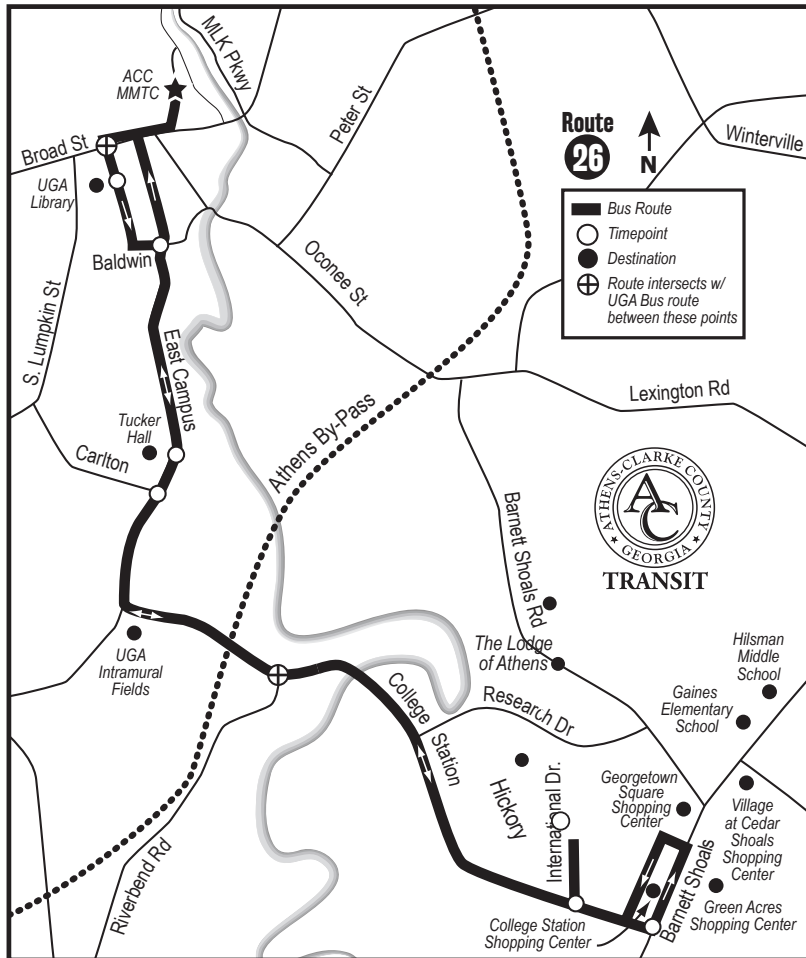 MLK Pkwy
ACC
MMTC
Peter St
Route
26
N
Winterville
Broad St
UGA
Library
Bus Route
Timepoint
Destination
Route intersects w/
UGA Bus route
between these points
Baldwin
Oconee St
S. Lumpkin St
East Campus
Lexington Rd
Athens By-Pass
Tucker
Hall
Carlton
ATHENS-CLARKE COUNTY
AC
GEORGIA
TRANSIT
Barnett Shoals Rd
The Lodge
of Athens
Hilsman
Middle
School
UGA
Intramural
Fields
Gaines
Elementary
School
College Station
Research Dr
Hickory
International Dr.
Georgetown
Square
Shopping
Center
Village
at Cedar
Shoals
Shopping
Center
Riverbend Rd
Barnett Shoals
Green Acres
Shopping Center
College Station
Shopping Center